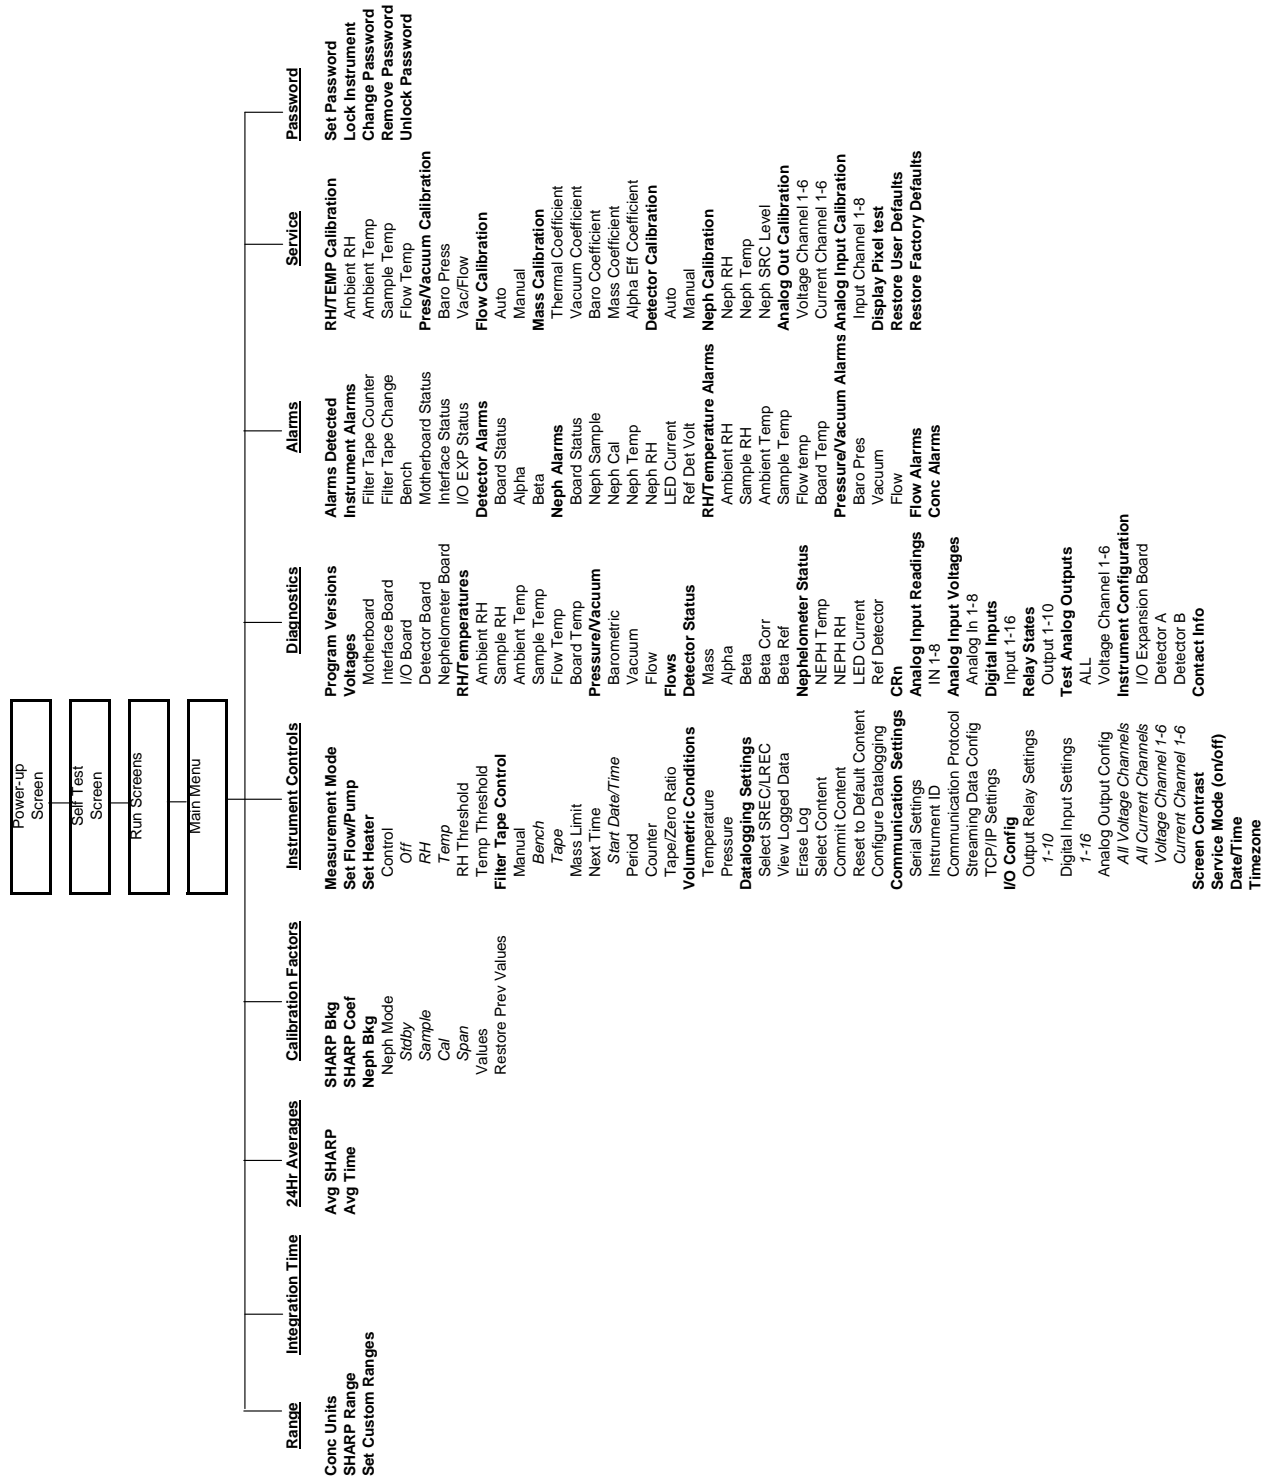 Power-up
Screen
Self Test
Screen
Run Screens
Main Menu
Range
Conc Units
SHARP Range
Set Custom Ranges
Integration Time
24Hr Averages
Avg SHARP
Avg Time
Calibration Factors
SHARP Bkg
SHARP Coef
Neph Bkg
Neph Mode
Stdby
Sample
Cal
Span
Values
Restore Prev Values
Instrument Controls
Measurement Mode
Set Flow/Pump
Set Heater
Control
Off
RH
Temp
RH Threshold
Temp Threshold
Filter Tape Control
Manual
Bench
Tape
Mass Limit
Next Time
Start Date/Time
Period
Counter
Tape/Zero Ratio
Volumetric Conditions
Temperature
Pressure
Datalogging Settings
Select SREC/LREC
View Logged Data
Erase Log
Select Content
Commit Content
Reset to Default Content
Configure Datalogging
Communication Settings
Serial Settings
Instrument ID
Communication Protocol
Streaming Data Config
TCP/IP Settings
I/O Config
Output Relay Settings
1-10
Digital Input Settings
1-16
Analog Output Config
All Voltage Channels
All Current Channels
Voltage Channel 1-6
Current Channel 1-6
Screen Contrast
Service Mode (on/off)
Date/Time
Timezone
Diagnostics
Program Versions
Voltages
Motherboard
Interface Board
I/O Board
Detector Board
Nephelometer Board
RH/Temperatures
Ambient RH
Sample RH
Ambient Temp
Sample Temp
Flow Temp
Board Temp
Pressure/Vacuum
Barometric
Vacuum
Flow
Flows
Detector Status
Mass
Alpha
Beta
Beta Corr
Beta Ref
Nephelometer Status
NEPH Temp
NEPH RH
LED Current
Ref Detector
CRn
Analog Input Readings
IN 1-8
Analog Input Voltages
Analog In 1-8
Digital Inputs
Input 1-16
Relay States
Output 1-10
Test Analog Outputs
ALL
Voltage Channel 1-6
Instrument Configuration
I/O Expansion Board
Detector A
Detector B
Contact Info
Alarms
Alarms Detected
Instrument Alarms
Filter Tape Counter
Filter Tape Change
Bench
Motherboard Status
Interface Status
I/O EXP Status
Detector Alarms
Board Status
Alpha
Beta
Neph Alarms
Board Status
Neph Sample
Neph Cal
Neph Temp
Neph RH
LED Current
Ref Det Volt
RH/Temperature Alarms
Ambient RH
Sample RH
Ambient Temp
Sample Temp
Flow temp
Board Temp
Pressure/Vacuum Alarms
Baro Pres
Vacuum
Flow
Flow Alarms
Conc Alarms
Service
RH/TEMP Calibration
Ambient RH
Ambient Temp
Sample Temp
Flow Temp
Pres/Vacuum Calibration
Baro Press
Vac/Flow
Flow Calibration
Auto
Manual
Mass Calibration
Thermal Coefficient
Vacuum Coefficient
Baro Coefficient
Mass Coefficient
Alpha Eff Coefficient
Detector Calibration
Auto
Manual
Neph Calibration
Neph RH
Neph Temp
Neph SRC Level
Analog Out Calibration
Voltage Channel 1-6
Current Channel 1-6
Analog Input Calibration
Input Channel 1-8
Display Pixel test
Restore User Defaults
Restore Factory Defaults
Password
Set Password
Lock Instrument
Change Password
Remove Password
Unlock Password